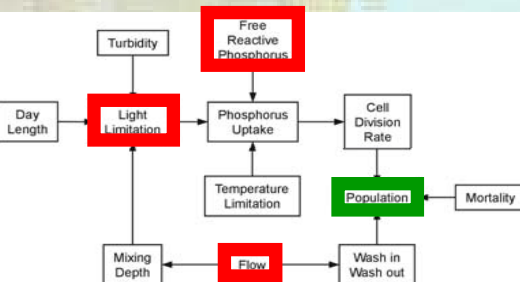 Free
Reactive
Phosphorus
Turbidity
Day
Length
Light
Limitation
Phosphorus
Uptake
Cell
Division
Rate
Temperature
Limitation
Population
Mortality
Mixing
Depth
Flow
Wash in
Wash out